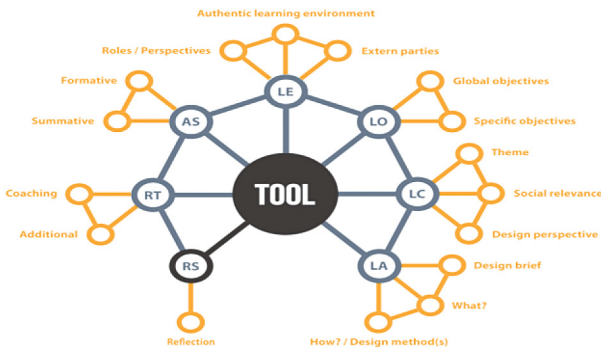 Authentic learning environment
Roles / Perspectives
Extern parties
LE
Formative
Global objectives
AS
LO
Summative
Specific objectives
Theme
TOOL
Coaching
RT
LC
Social relevance
Additional
Design perspective
RS
LA
Design brief
What?
Reflection
How? / Design method(s)